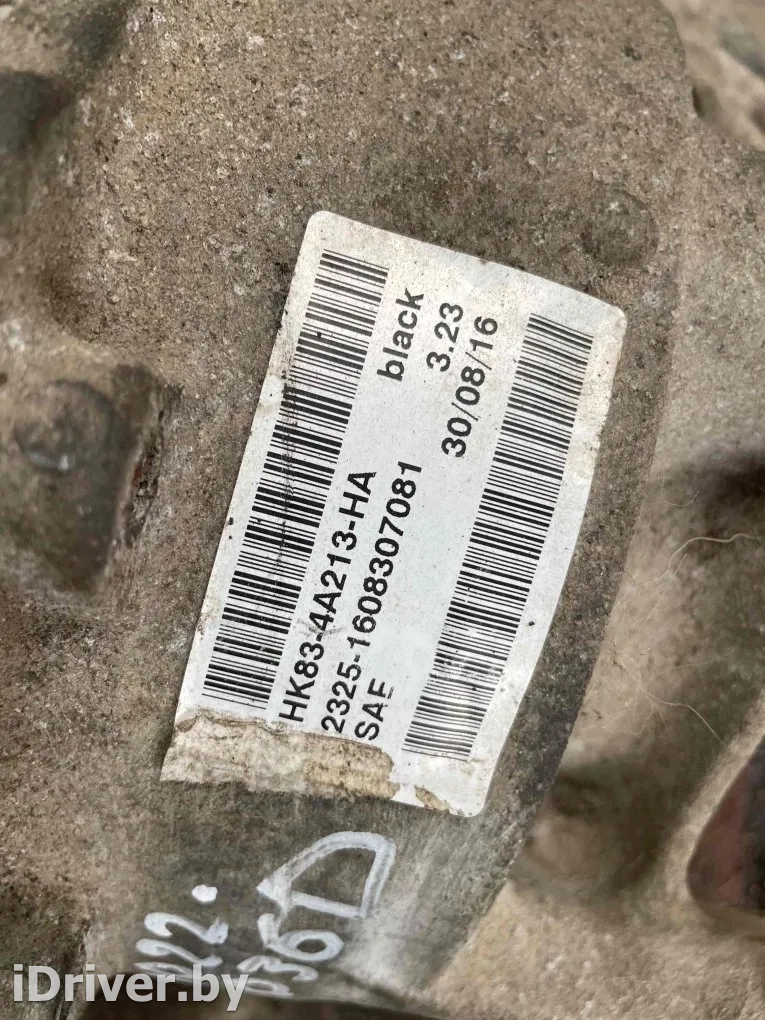 black
3.23
30/08/16
HK83-4A213-HA
2325-1608307081
SAE
iDriver.by